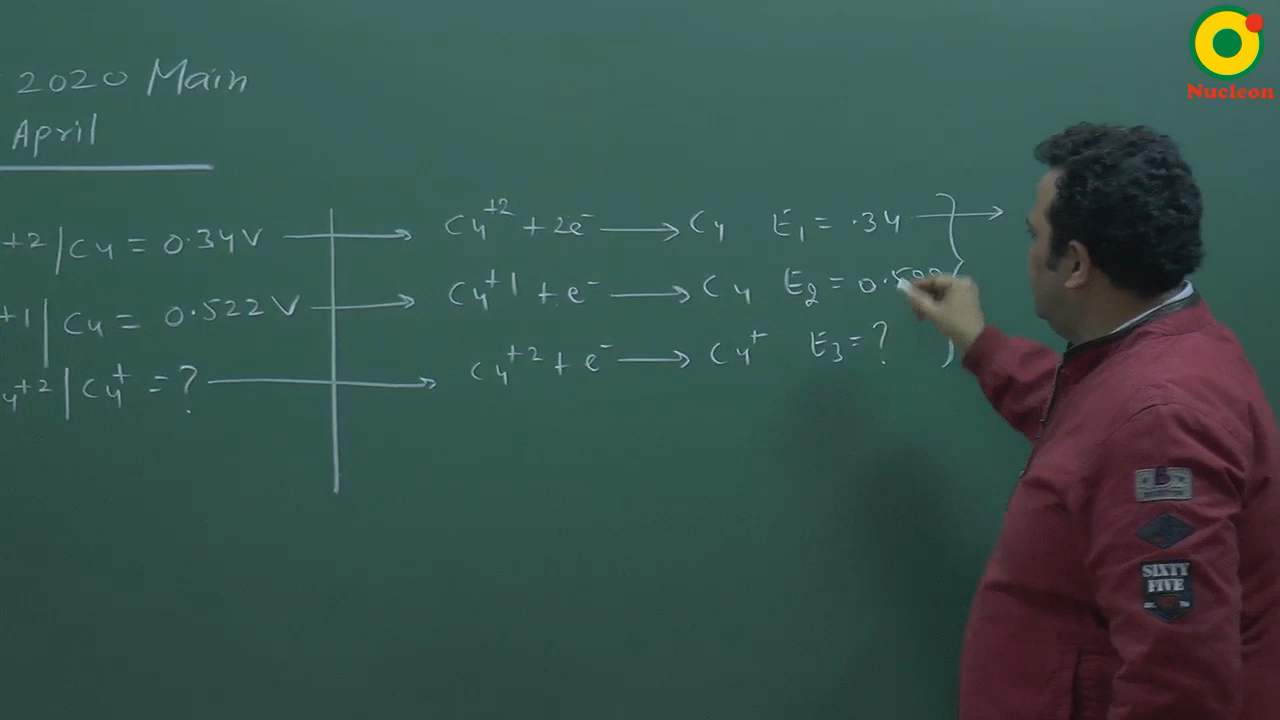 Nucleon
2020 Main
April
+2 | Cu = 0.34V
+1 | Cu = 0.522 V
u+2 | Cu+ = ?
Cu+2 + 2e- → Cu E1 = .34
Cu+1 + e- → Cu E2 = 0.522
Cu+2 + e- → Cu+ E3 = ?
B
SIXTY
FIVE